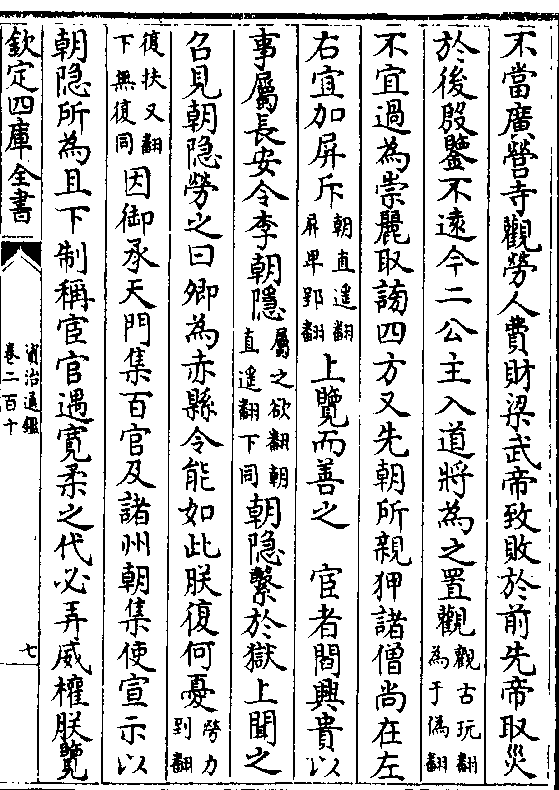 不當廣營寺觀勞人費財梁武帝致敗於前先帝取災
於後殷鑒不遠今二公主入道將為之置觀觀古玩翻為于偽翻
不宜過為崇麗取謗四方又先朝所親狎諸僧尚在左
右宜加屏斥朝直遥翻屏卑郢翻上覽而善之 宦者閻興貴以
事屬長安令李朝隱屬之欲翻朝直遥翻下同朝隐繫於獄上聞之
召見朝隐勞之曰卿為赤縣令能如此朕復何憂勞力到翻
復扶又翻下無復同因御承天門集百官及諸州朝集使宣示以
朝隐所為且下制稱宦官遇寛柔之代必弄威權朕覽
欽定四庫全書
資治通鑑
卷二百十
七